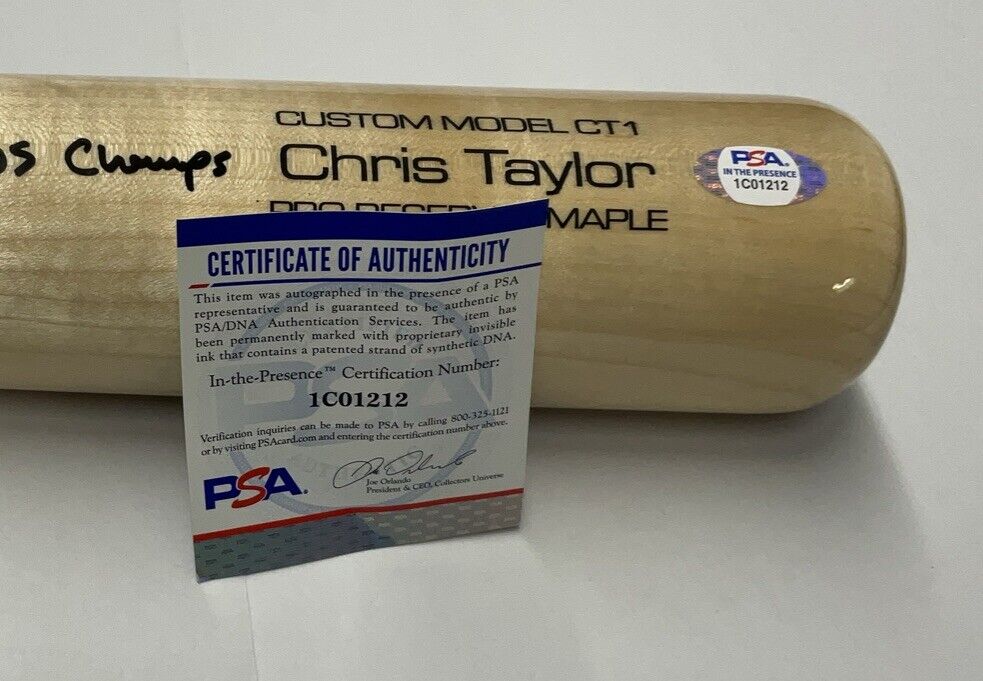 CUSTOM MODEL CT1
Champs Chris Taylor
PRO RESERVE MAPLE
PSA
IN THE PRESENCE
1C01212
CERTIFICATE OF AUTHENTICITY
This item was autographed in the presence of a PSA
representative and is guaranteed to be authentic by
PSA/DNA Authentication Services. The item has
been permanently marked with proprietary invisible
ink that contains a patented strand of synthetic DNA.
In-the-Presence™ Certification Number:
1C01212
Verification inquiries can be made to PSA by calling 800-325-1121
or by visiting PSAcard.com and entering the certification number above.
PSA
Joe Orlando
President & CEO, Collectors Universe